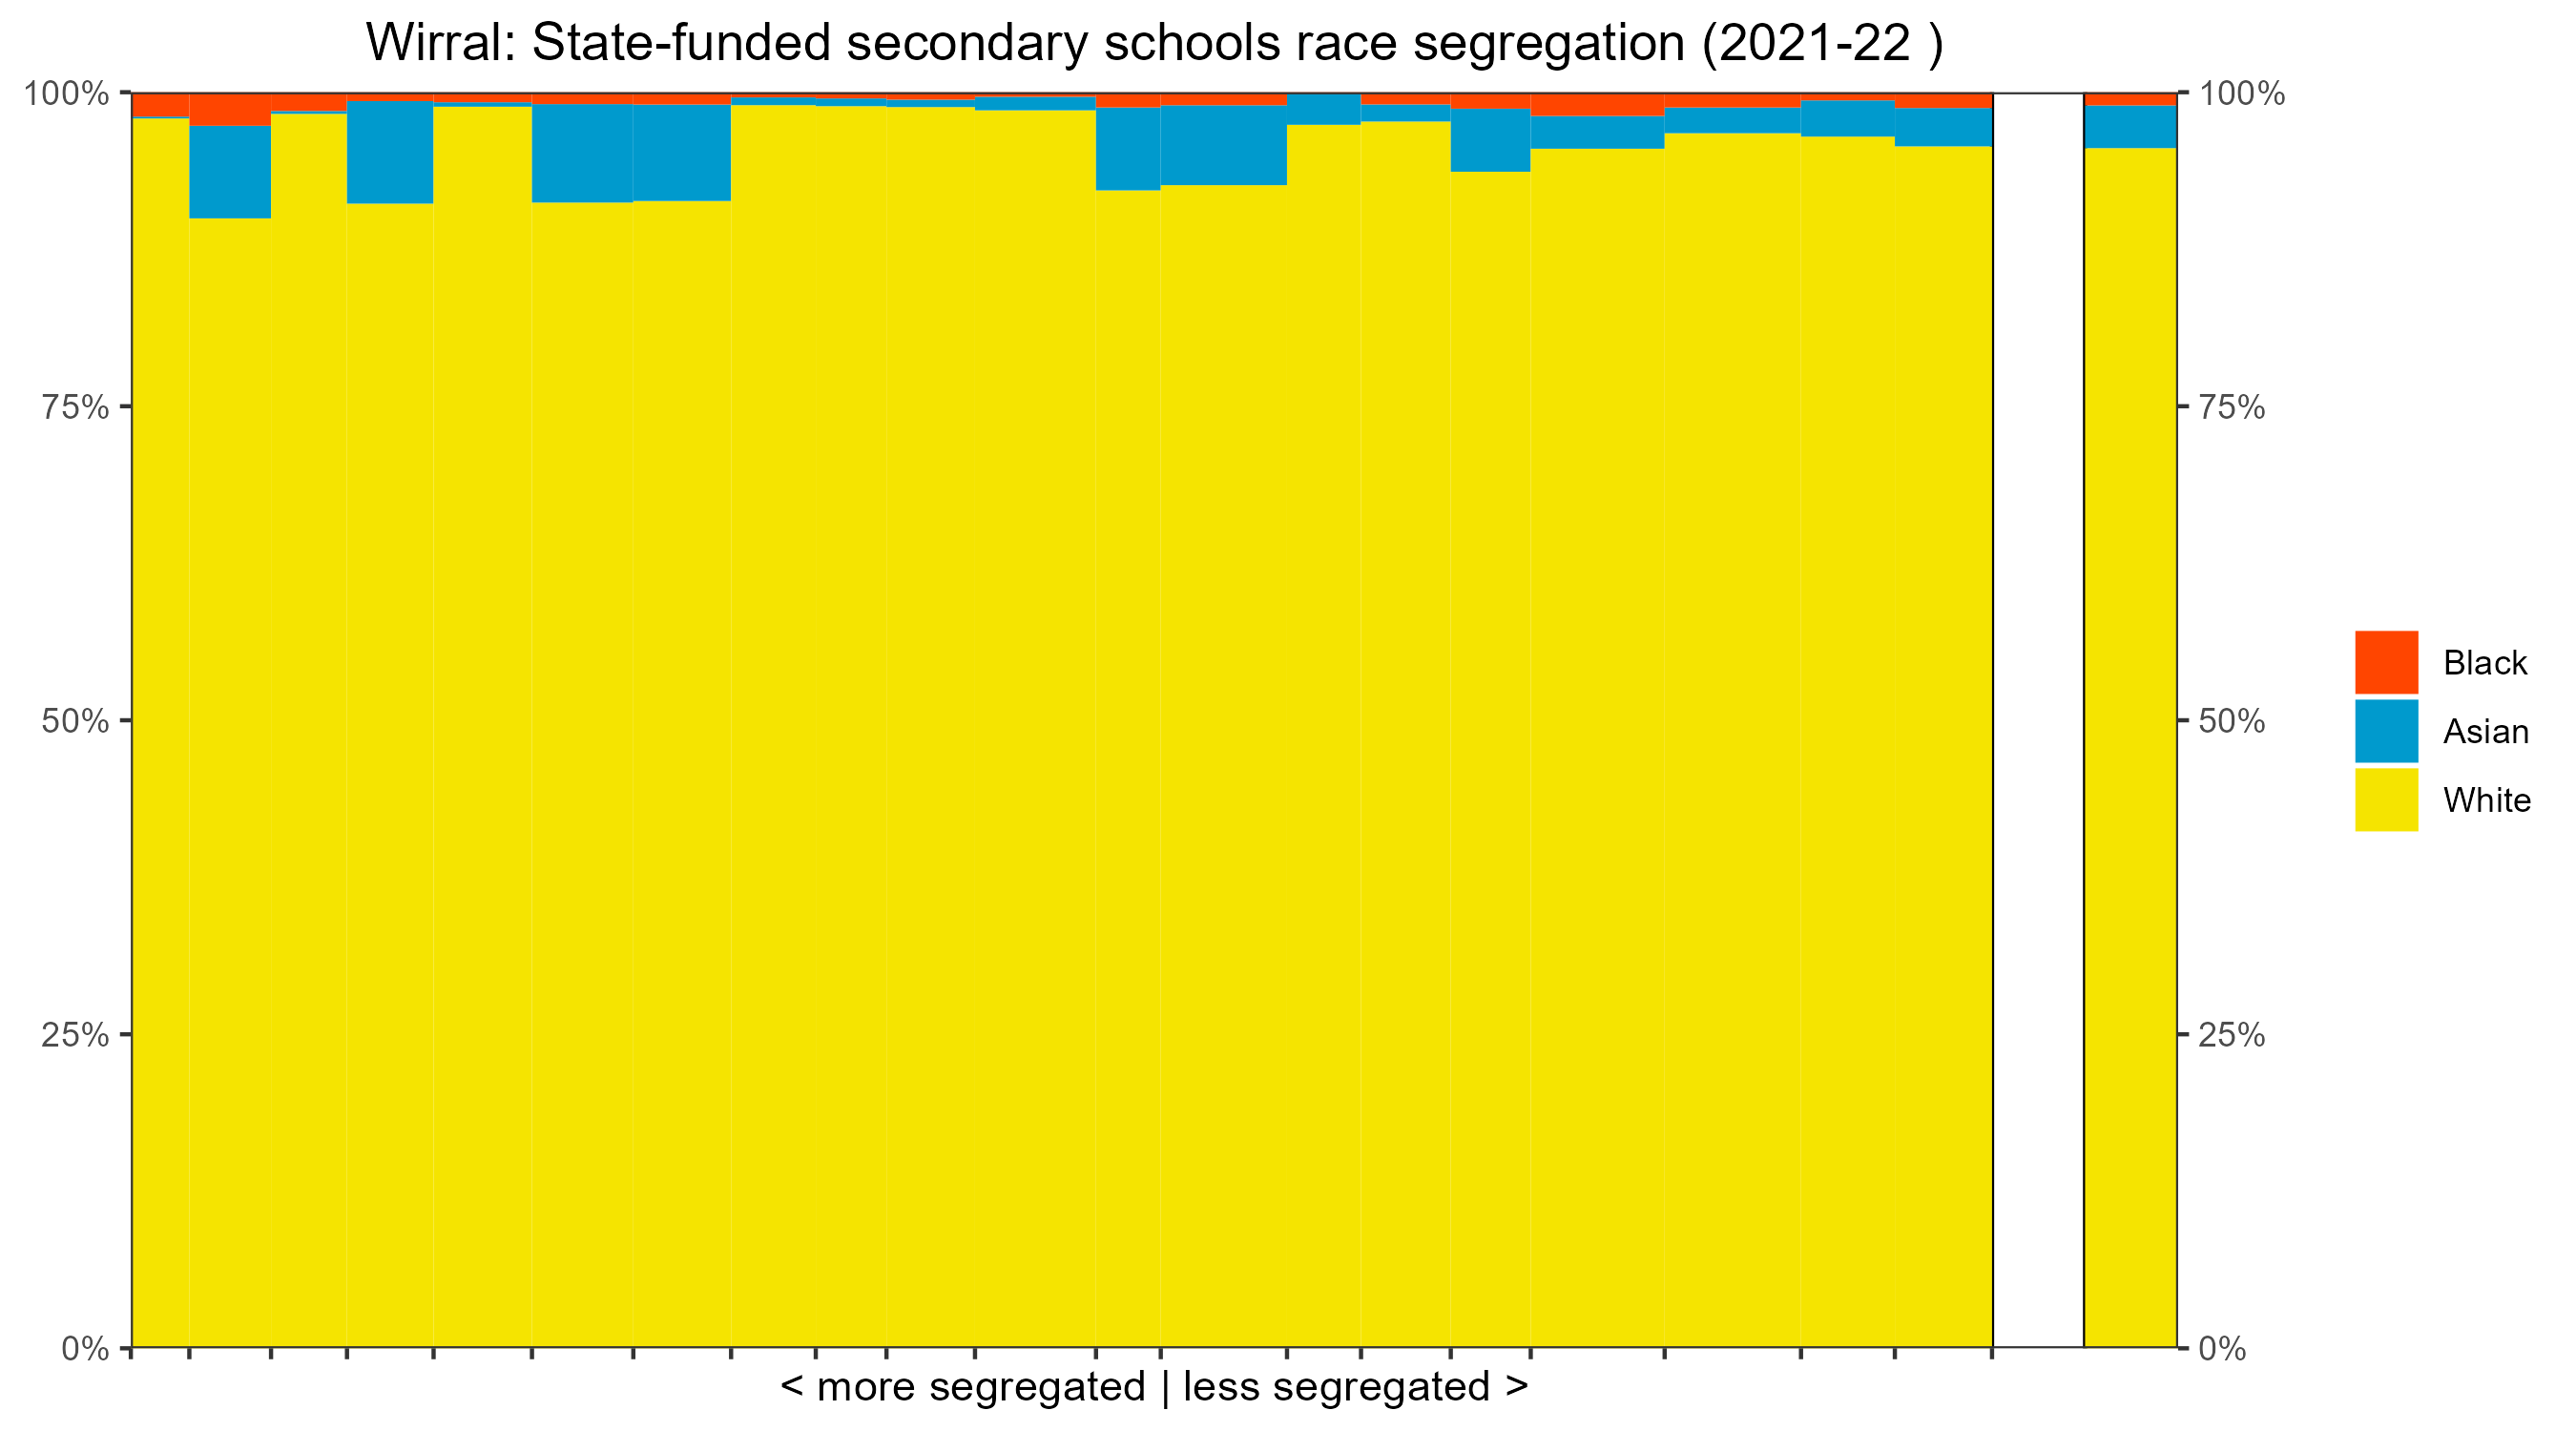 Wirral: State-funded secondary schools race segregation (2021-22 )
100%
75%
50%
25%
0%
100%
75%
50%
25%
0%
Black
Asian
White
< more segregated | less segregated >